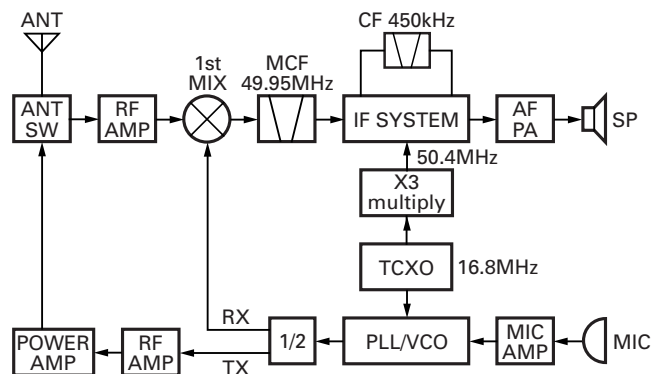 ANT
CF 450kHz
1st
MIX
MCF
49.95MHz
ANT
SW
RF
AMP
IF SYSTEM
AF
PA
SP
50.4MHz
X3
multiply
TCXO
16.8MHz
RX
TX
POWER
AMP
RF
AMP
1/2
PLL/VCO
MIC
AMP
MIC